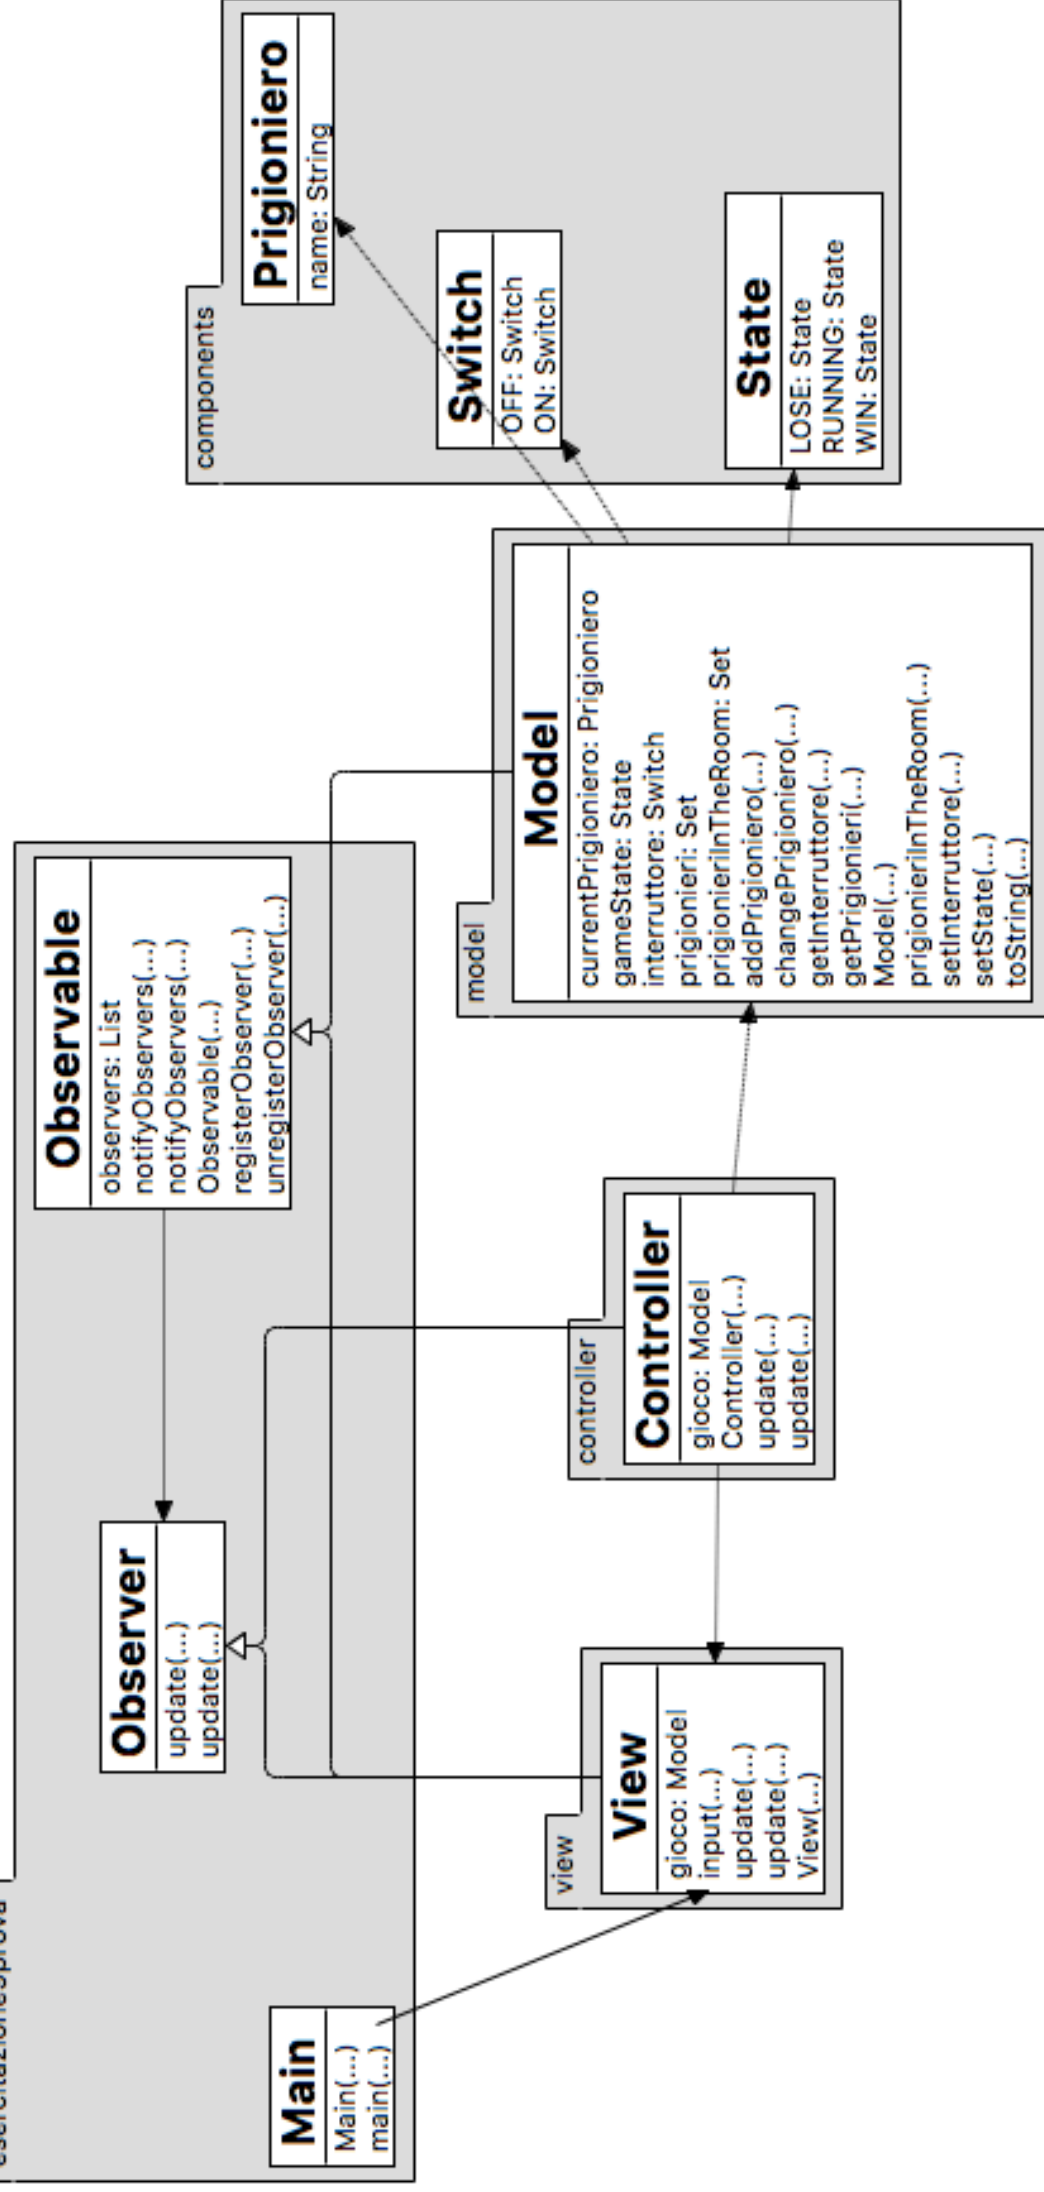 Main
Main(...)
main(...)
Observer
update(...)
update(...)
Observable
observers: List
notifyObservers(...)
notifyObservers(...)
Observable(...)
registerObserver(...)
unregisterObserver(...)
view
View
gioco: Model
input(...)
update(...)
update(...)
View(...)
controller
Controller
gioco: Model
Controller(...)
update(...)
update(...)
model
Model
currentPrigioniero: Prigioniero
gameState: State
interruttore: Switch
prigionieri: Set
prigionieriInTheRoom: Set
addPrigioniero(...)
changePrigioniero(...)
getInterruttore(...)
getPrigionieri(...)
Model(...)
prigionieriInTheRoom(...)
setInterruttore(...)
setState(...)
toString(...)
components
Prigioniero
name: String
Switch
OFF: Switch
ON: Switch
State
LOSE: State
RUNNING: State
WIN: State